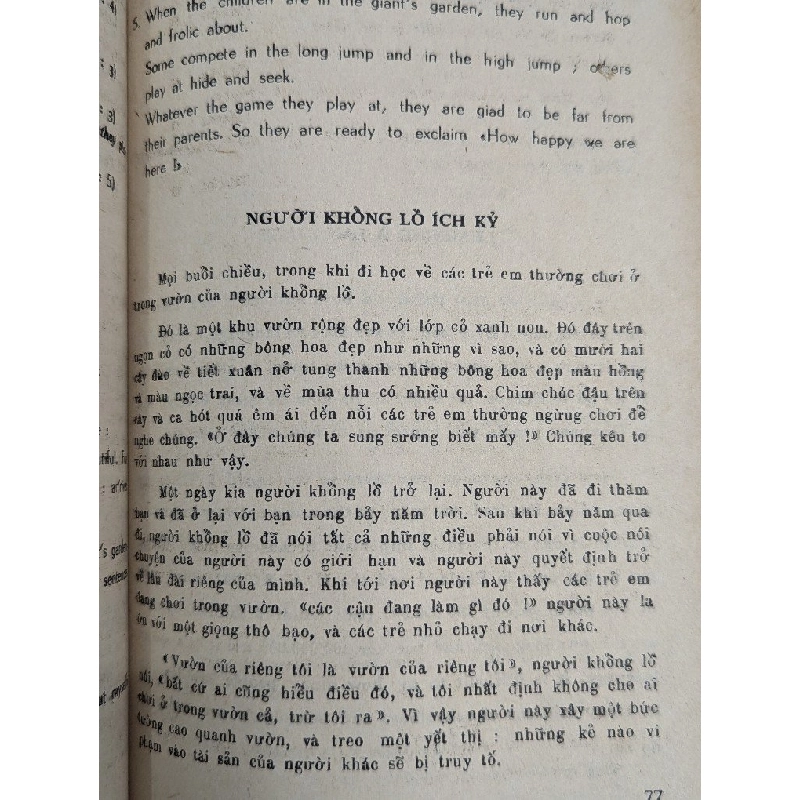 4)
3)
3)
they
5)
tiful.
's garden
sentence
5. When the children are in the giant's garden, they run and hop
and frolic about.
Some compete in the long jump and in the high jump ; others
play at hide and seek.
Whatever the game they play at, they are glad to be far from
their parents. So they are ready to exclaim «How happy we are
here !»
NGƯỜI KHỒNG LỒ ÍCH KỶ
Mọi buổi chiều, trong khi đi học về các trẻ em thường chơi ở
trong vườn của người khồng lồ.
Đó là một khu vườn rộng đẹp với lớp cỏ xanh non. Đó đây trên
ngọn cỏ có những bông hoa đẹp như những vì sao, và có mười hai
cây đào về tiết xuân nở tung thành những bông hoa đẹp màu hồng
và màu ngọc trai, và về mùa thu có nhiều quả. Chim chóc đậu trên
cây và ca hót quá êm ái đến nỗi các trẻ em thường ngừng chơi để
nghe chúng. «Ở đây chúng ta sung sướng biết mấy !» Chúng kêu to
với nhau như vậy.
Một ngày kia người khồng lồ trở lại. Người này đã đi thăm
bạn và đã ở lại với bạn trong bảy năm trời. Sau khi bảy năm qua
đi, người khồng lồ đã nói tất cả những điều phải nói vì cuộc nói
chuyện của người này có giới hạn và người này quyết định trở
về lâu đài riêng của mình. Khi tới nơi người này thấy các trẻ em
đang chơi trong vườn. «các cậu đang làm gì đó !» người này la
lớn với một giọng thô bạo, và các trẻ nhỏ chạy đi nơi khác.
«Vườn của riêng tôi là vườn của riêng tôi», người khồng lồ
nói, «bất cứ ai cũng hiểu điều đó, và tôi nhất định không cho ai
chơi ở trong vườn cả, trừ tôi ra». Vì vậy người này xây một bức
tường cao quanh vườn, và treo một yết thị : những kẻ nào vi
phạm vào tài sản của người khác sẽ bị truy tố.
77